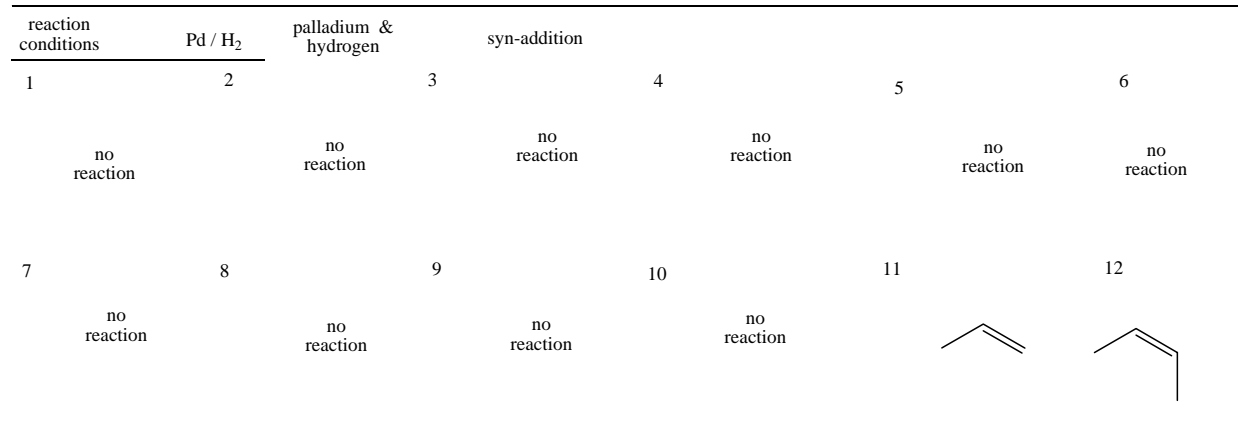 reaction
conditions
Pd / H2
palladium &
hydrogen
syn-addition
1
2
3
4
5
6
no
reaction
no
reaction
no
reaction
no
reaction
no
reaction
no
reaction
7
8
9
10
11
12
no
reaction
no
reaction
no
reaction
no
reaction